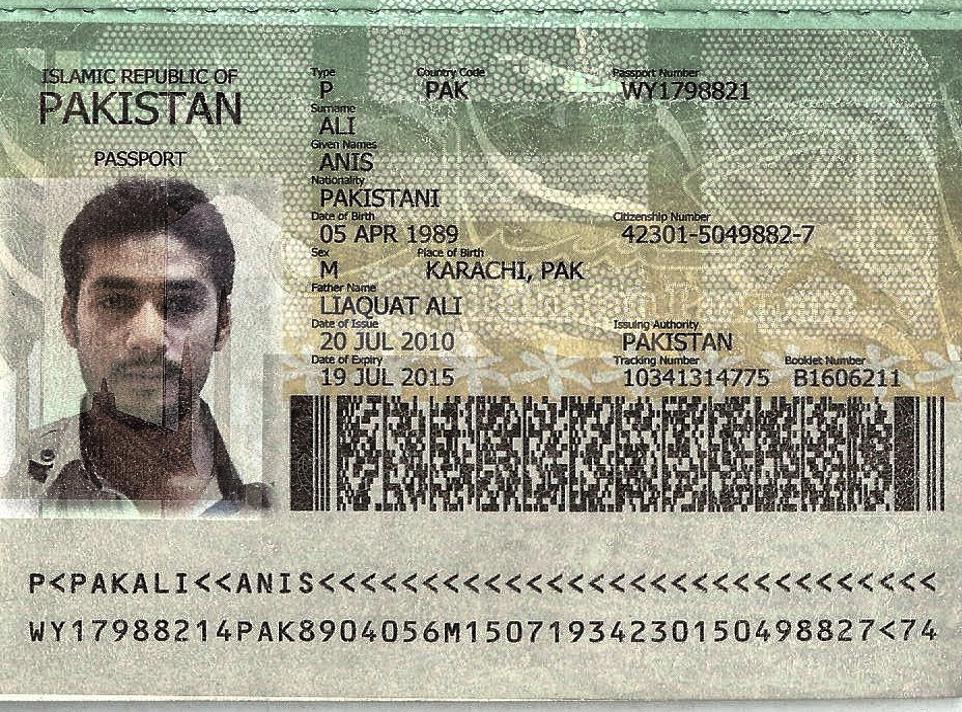 ISLAMIC REPUBLIC OF
PAKISTAN
PASSPORT
Type Country Code Passport Number
P PAK WY1798821
Surname
ALI
Given Names
ANIS
Nationality
PAKISTANI
Date of Birth Citizenship Number
05 APR 1989 42301-5049882-7
Sex Place of Birth
M KARACHI, PAK
Father Name
LIAQUAT ALI
Date of Issue Issuing Authority
20 JUL 2010 PAKISTAN
Date of Expiry Tracking Number Booklet Number
19 JUL 2015 10341314775 B1606211
P<PAKALI<<ANIS<<<<<<<<<<<<<<<<<<<<<<<<<<<<<<
WY17988214PAK8904056M15071934230150498827<74